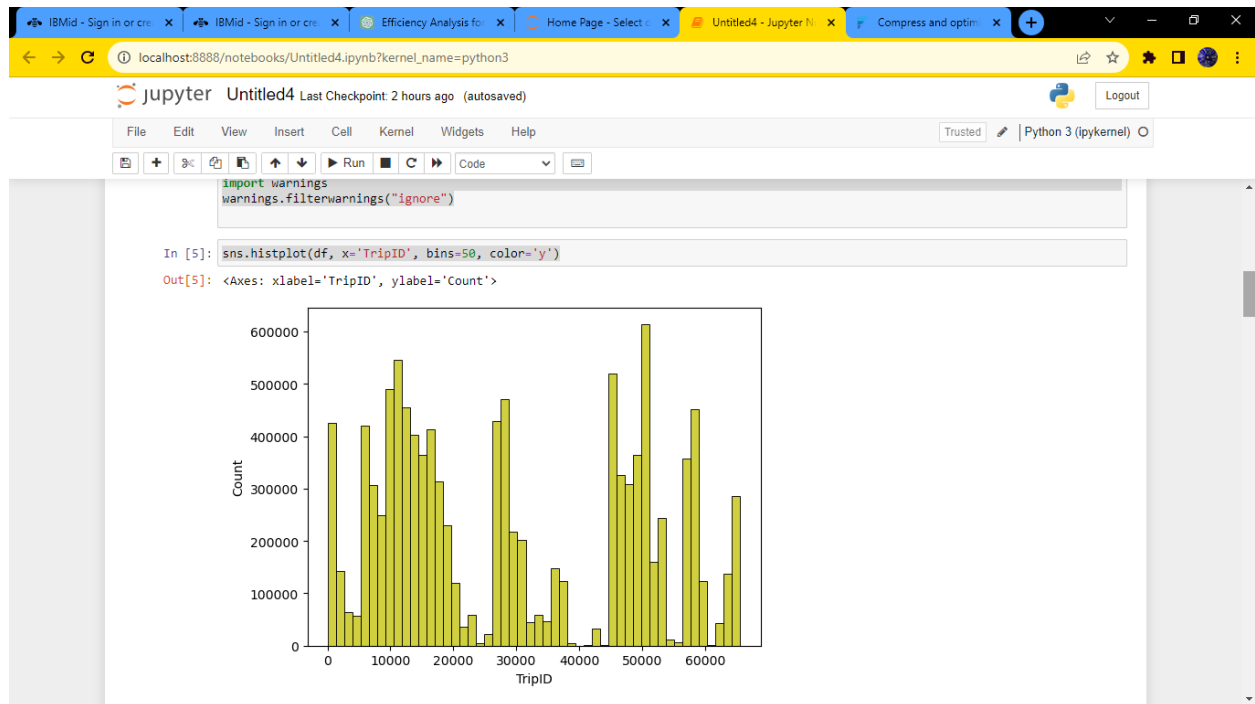 IBMid - Sign in or cre
IBMid - Sign in or cre
Efficiency Analysis for
Home Page - Select c
Untitled4 - Jupyter N
Compress and optim
localhost:8888/notebooks/Untitled4.ipynb?kernel_name=python3
jupyter Untitled4 Last Checkpoint: 2 hours ago (autosaved)
Logout
File Edit View Insert Cell Kernel Widgets Help
Trusted Python 3 (ipykernel)
Run Code
import warnings
warnings.filterwarnings("ignore")
In [5]: sns.histplot(df, x='TripID', bins=50, color='y')
Out[5]: <Axes: xlabel='TripID', ylabel='Count'>
600000
500000
400000
300000
200000
100000
0
Count
0 10000 20000 30000 40000 50000 60000
TripID